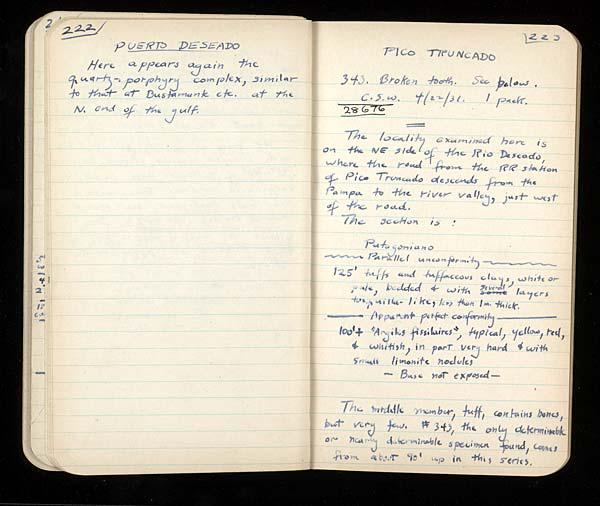 222
PUERTO DESEADO
Here appears again the
quartz-porphyry complex, similar
to that at Bustamante etc. at the
N. end of the gulf.
223
PICO TRUNCADO
343. Broken tooth. See below.
C.S.W. 4/22/31. 1 pack.
28676
The locality examined here is
on the NE side of the Rio Deseado,
where the road from the RR station
of Pico Truncado descends from the
Pampa to the river valley, just west
of the road.
The section is :
Patagoniano
Parallel unconformity
125' tuffs and tuffaceous clays, white or
pale, bedded & with several layers
tosquilla-like, less than 1m. thick.
Apparent perfect conformity
100'+ "Argiles fissilaires", typical, yellow, red,
& whitish, in part very hard & with
small limonite nodules
— Base not exposed —
The middle member, tuff, contains bones,
but very few. #343, the only determinable
or nearly determinable specimen found, comes
from about 90' up in this series.